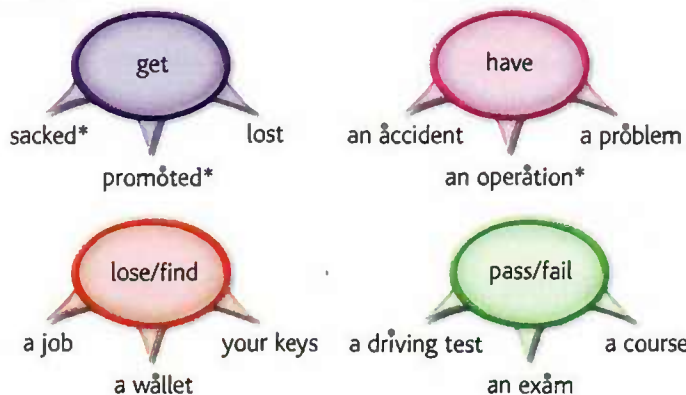 get
have
sacked*
lost
an accident
a problem
promoted*
an operation*
lose/find
pass/fail
a job
your keys
a driving test
a course
a wallet
an exam